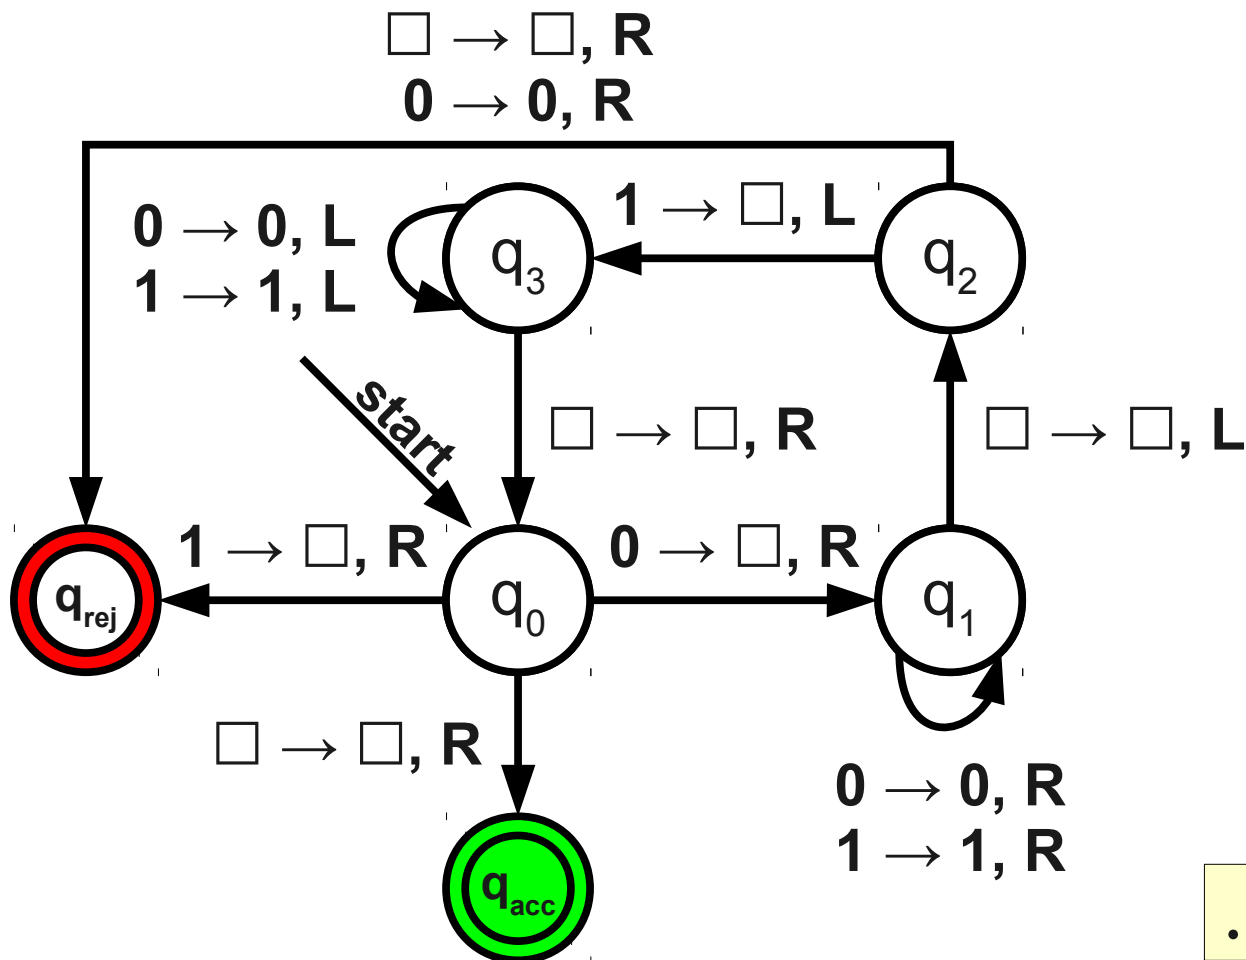 □ → □, R
0 → 0, R
0 → 0, L
1 → 1, L
q3
1 → □, L
q2
start
□ → □, R
□ → □, L
qrej
1 → □, R
q0
0 → □, R
q1
□ → □, R
0 → 0, R
1 → 1, R
qacc